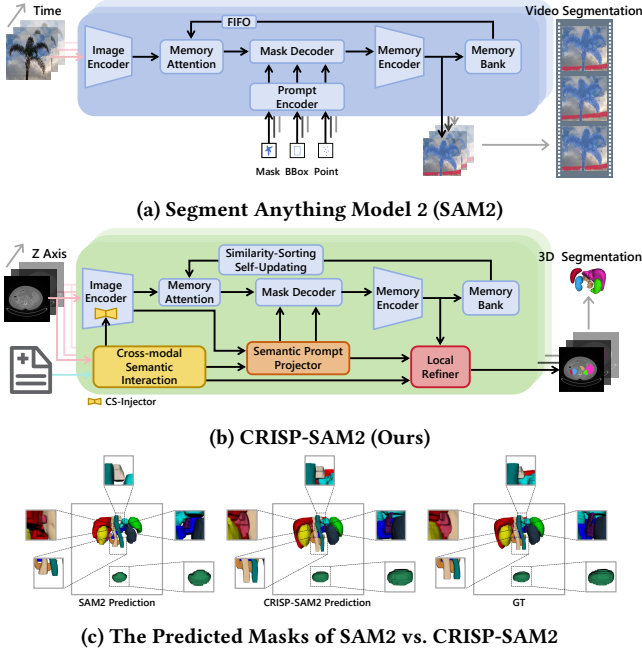 Time
FIFO
Video Segmentation
Image
Encoder
Memory
Attention
Mask Decoder
Memory
Encoder
Memory
Bank
Prompt
Encoder
Mask BBox Point
(a) Segment Anything Model 2 (SAM2)
Z Axis
Similarity-Sorting
Self-Updating
3D Segmentation
Image
Encoder
Memory
Attention
Mask Decoder
Memory
Encoder
Memory
Bank
Cross-modal
Semantic
Interaction
Semantic Prompt
Projector
Local
Refiner
CS-Injector
(b) CRISP-SAM2 (Ours)
SAM2 Prediction
CRISP-SAM2 Prediction
GT
(c) The Predicted Masks of SAM2 vs. CRISP-SAM2